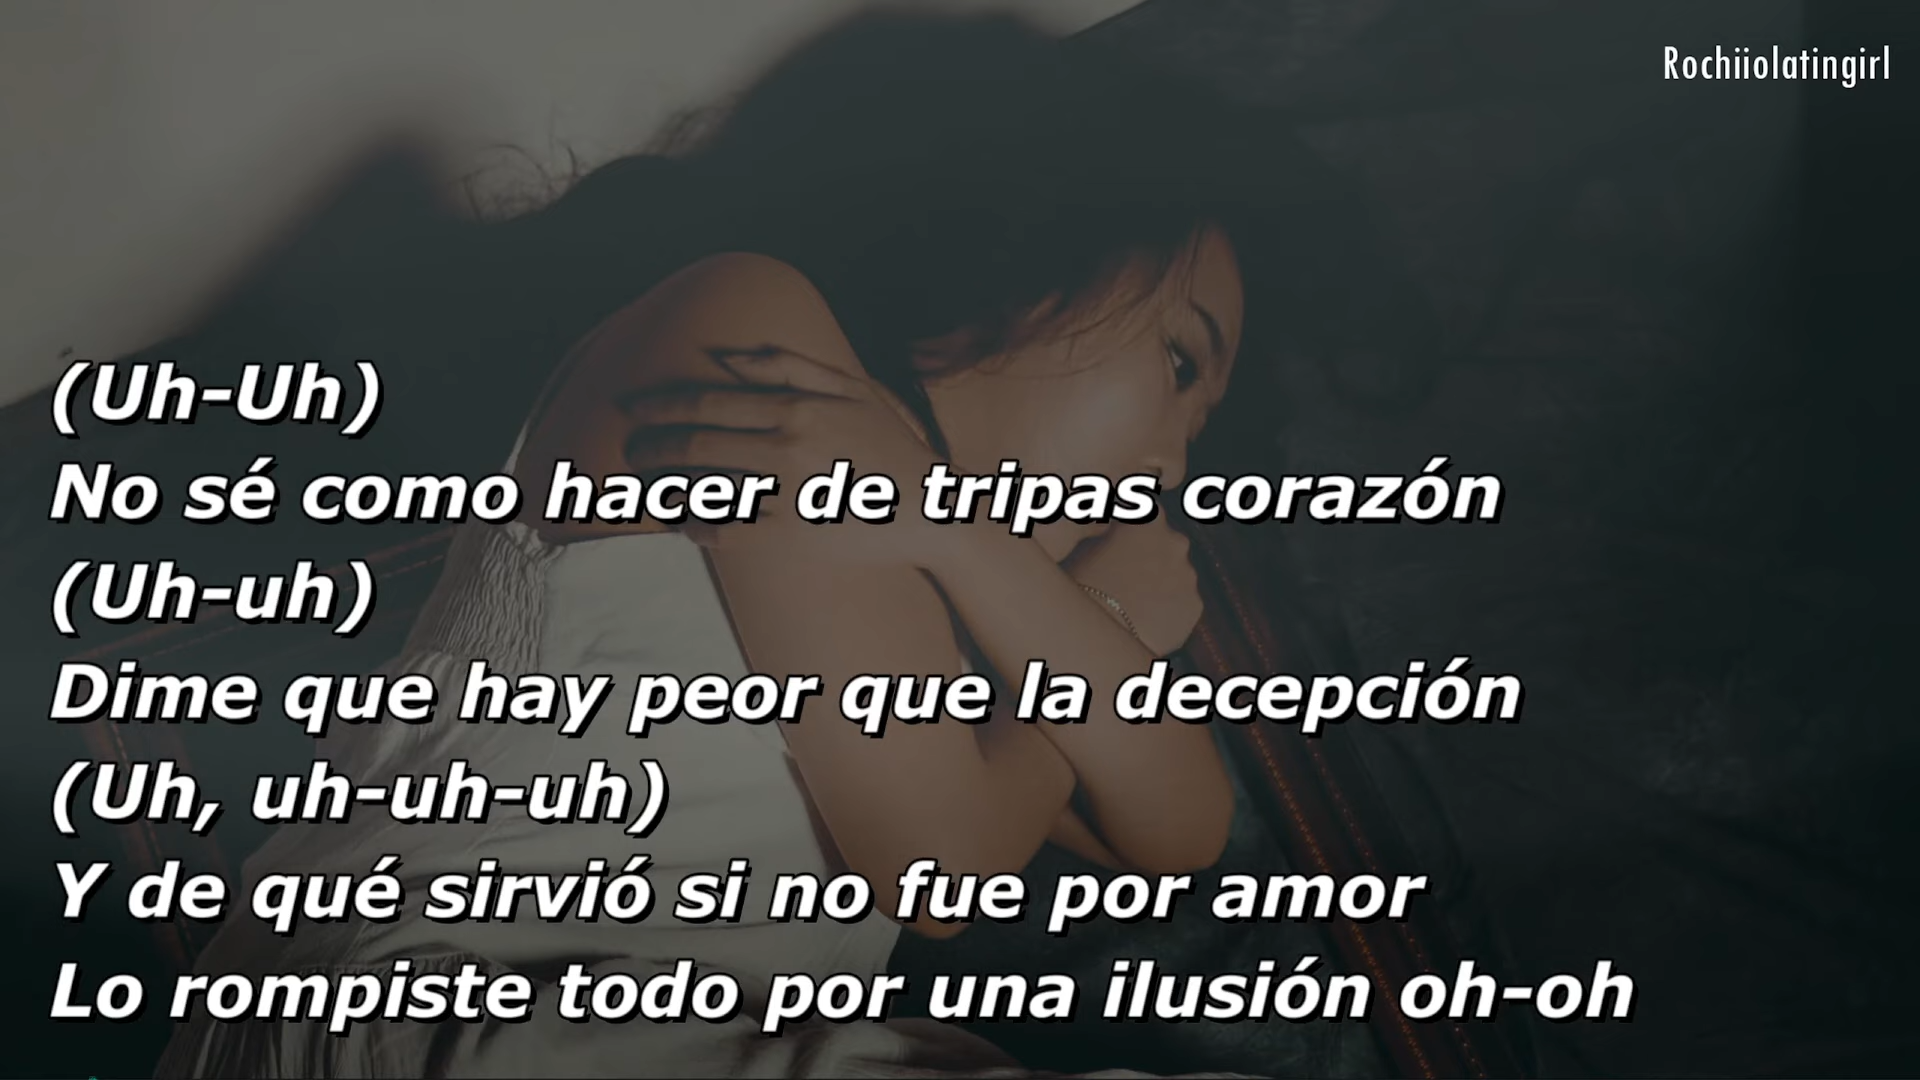 Rochiiolatingirl
(Uh-Uh)
No sé como hacer de tripas corazón
(Uh-uh)
Dime que hay peor que la decepción
(Uh, uh-uh-uh)
Y de qué sirvió si no fue por amor
Lo rompiste todo por una ilusión oh-oh